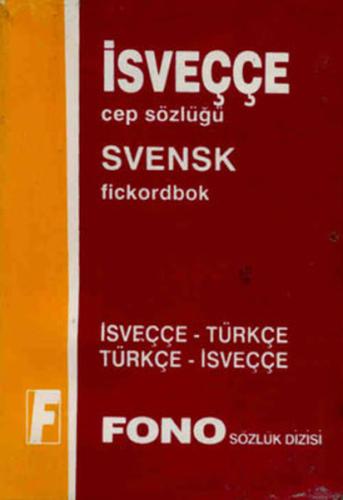 İSVEÇÇE
cep sözlüğü
SVENSK
fickordbok
İSVEÇÇE - TÜRKÇE
TÜRKÇE - İSVEÇÇE
F
FONO SÖZLÜK DİZİSİ